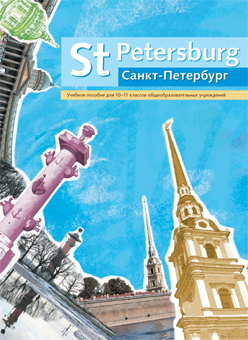 St Petersburg
Санкт-Петербург
Учебное пособие для 10–11 классов общеобразовательных учреждений